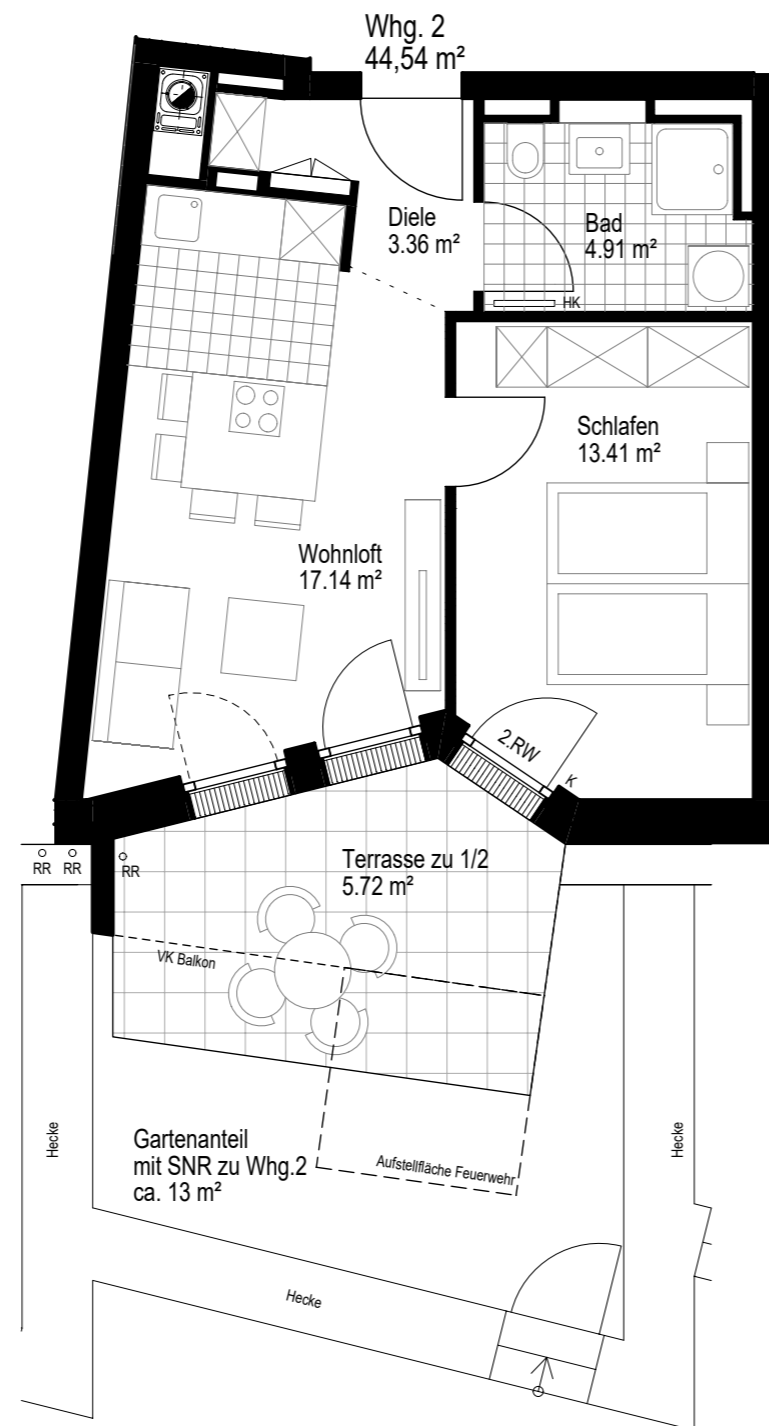 Whg. 2
44,54 m²
Diele
3.36 m²
Bad
4.91 m²
HK
Schlafen
13.41 m²
Wohnloft
17.14 m²
2.RW
K
Terrasse zu 1/2
5.72 m²
RR
RR
RR
VK Balkon
Hecke
Gartenanteil
mit SNR zu Whg.2
ca. 13 m²
Aufstellfläche Feuerwehr
Hecke
Hecke